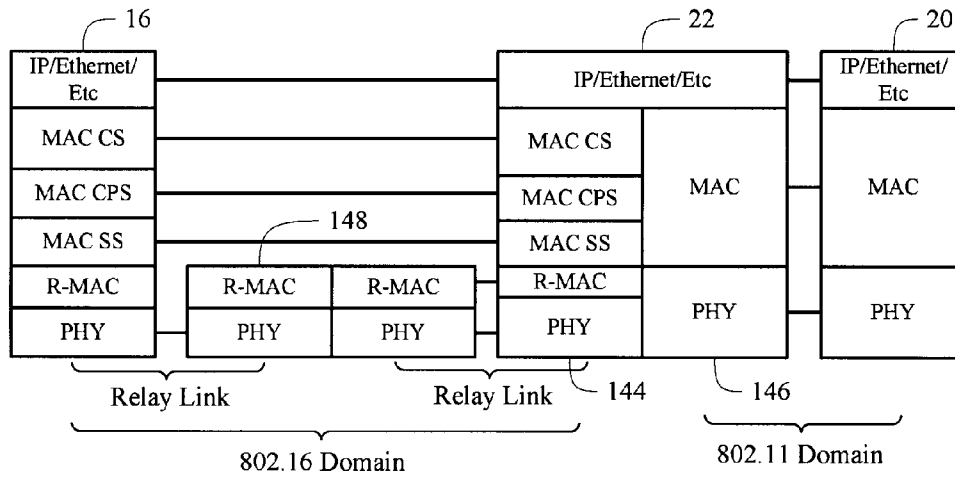 16
22
20
IP/Ethernet/
Etc
IP/Ethernet/Etc
IP/Ethernet/
Etc
MAC CS
MAC CS
MAC
MAC
MAC CPS
MAC CPS
MAC SS
MAC SS
148
R-MAC
R-MAC
R-MAC
R-MAC
PHY
PHY
PHY
PHY
PHY
PHY
Relay Link
Relay Link
144
146
802.16 Domain
802.11 Domain